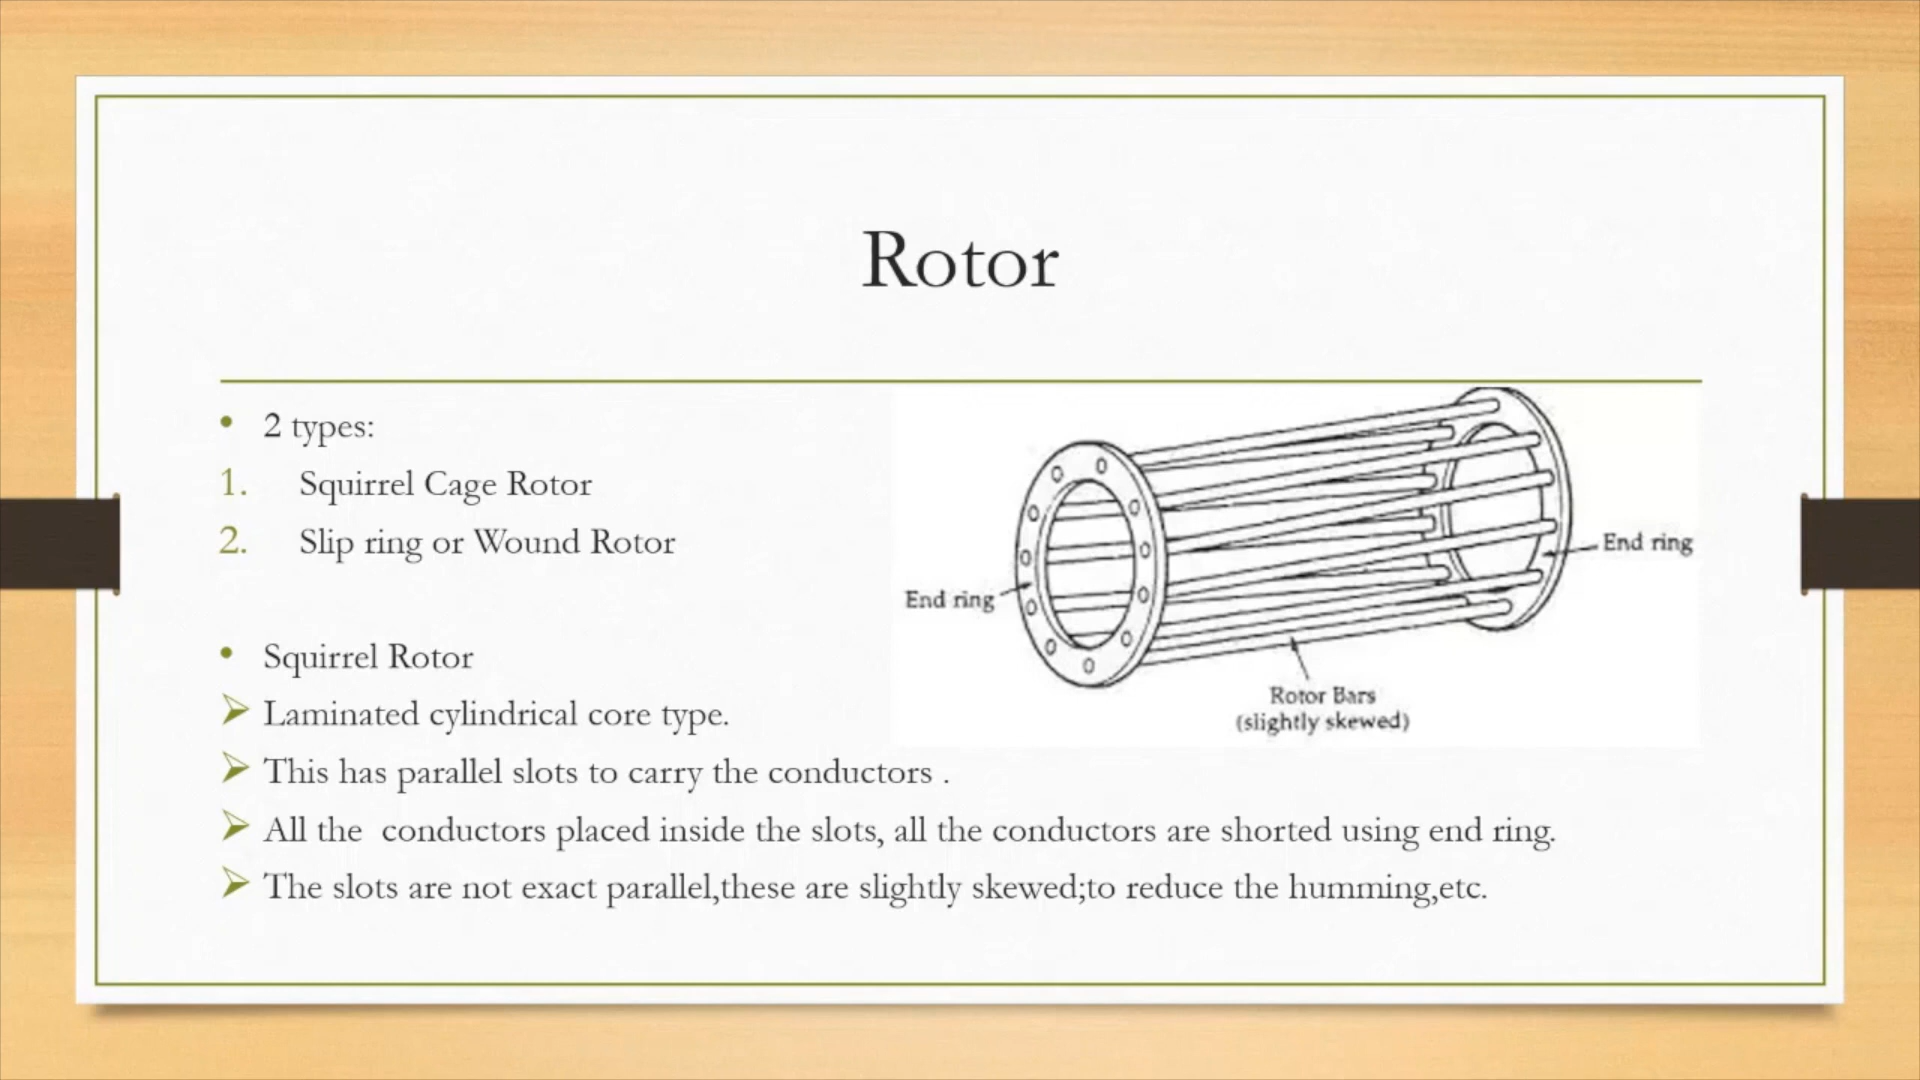 Rotor
• 2 types:
1. Squirrel Cage Rotor
2. Slip ring or Wound Rotor
• Squirrel Rotor
➢ Laminated cylindrical core type.
➢ This has parallel slots to carry the conductors .
➢ All the  conductors placed inside the slots, all the conductors are shorted using end ring.
➢ The slots are not exact parallel,these are slightly skewed;to reduce the humming,etc.
End ring
End ring
Rotor Bars
(slightly skewed)